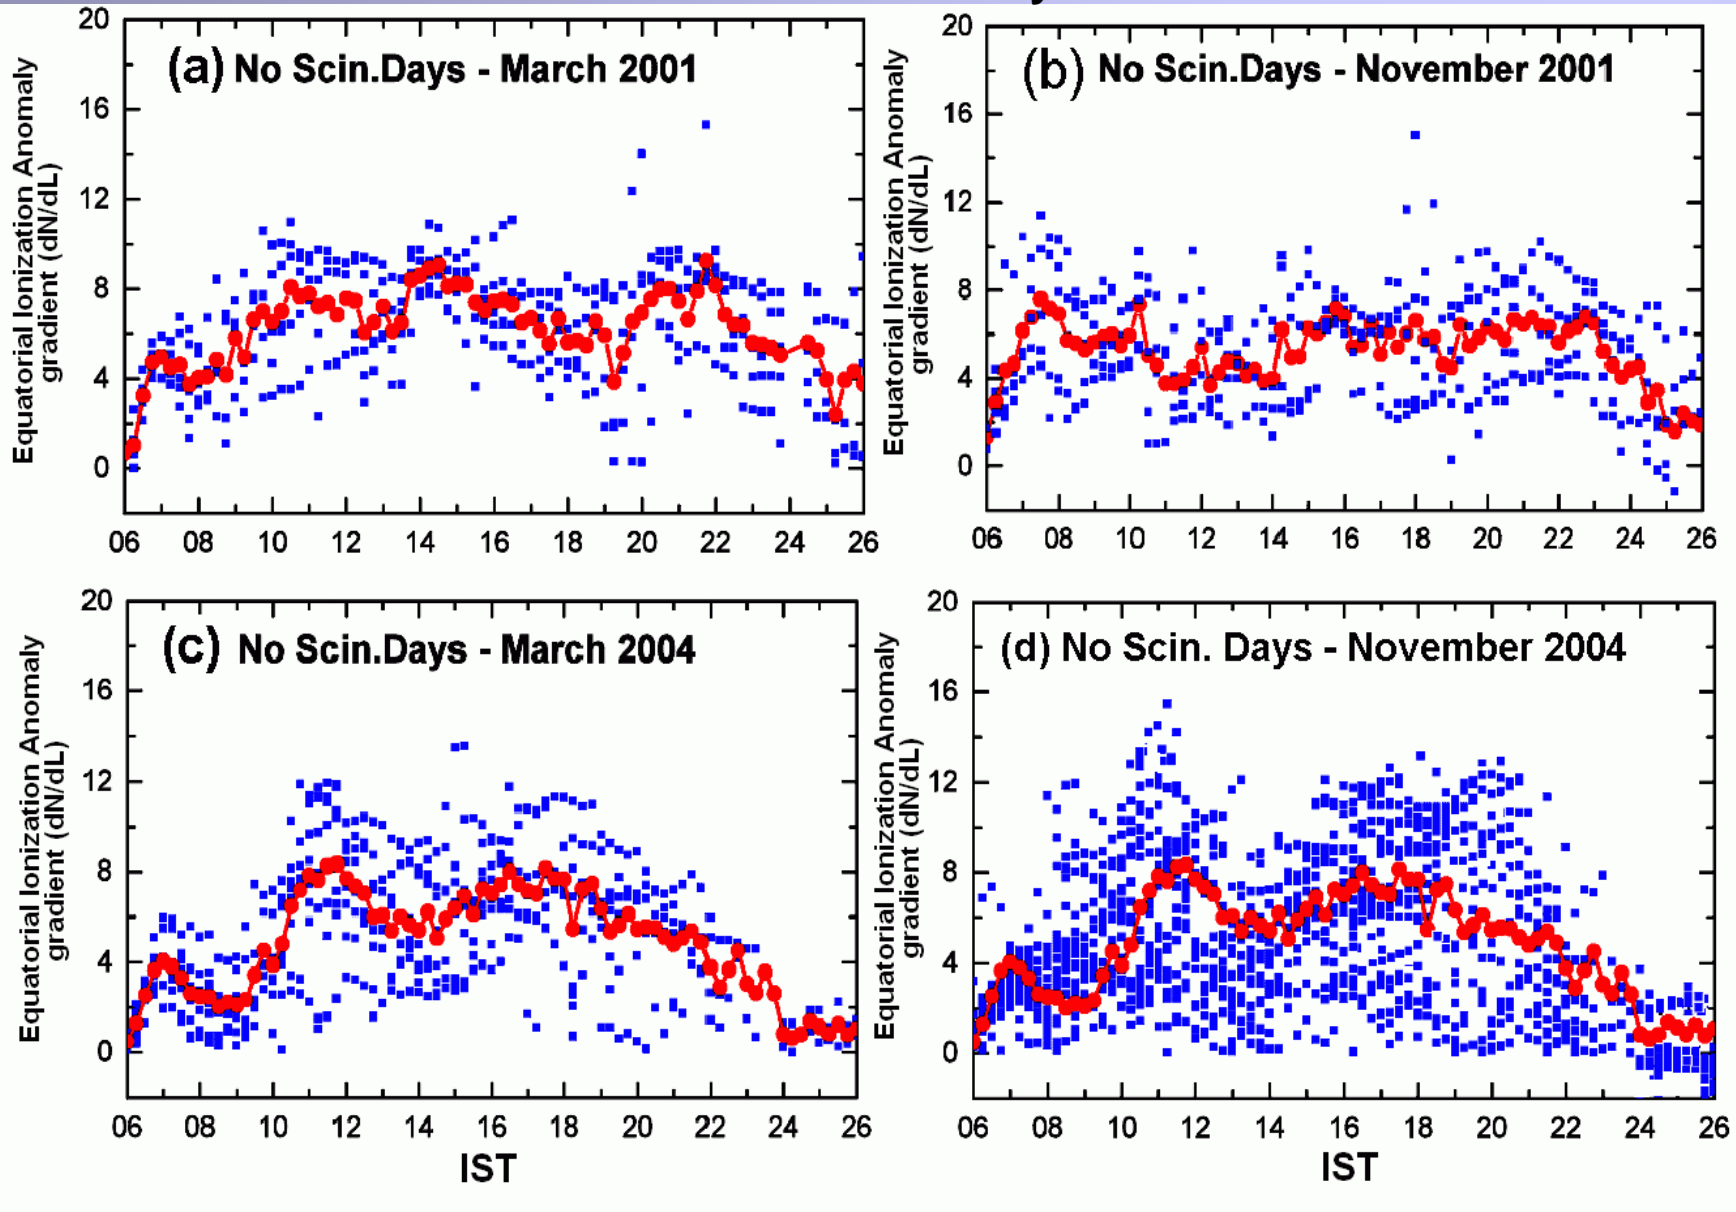 (a) No Scin.Days - March 2001
Equatorial Ionization Anomaly
gradient (dN/dL)
20
16
12
8
4
0
06 08 10 12 14 16 18 20 22 24 26
(b) No Scin.Days - November 2001
Equatorial Ionization Anomaly
gradient (dN/dL)
20
16
12
8
4
0
06 08 10 12 14 16 18 20 22 24 26
(c) No Scin.Days - March 2004
Equatorial Ionization Anomaly
gradient (dN/dL)
20
16
12
8
4
0
06 08 10 12 14 16 18 20 22 24 26
IST
(d) No Scin. Days - November 2004
Equatorial Ionization Anomaly
gradient (dN/dL)
20
16
12
8
4
0
06 08 10 12 14 16 18 20 22 24 26
IST